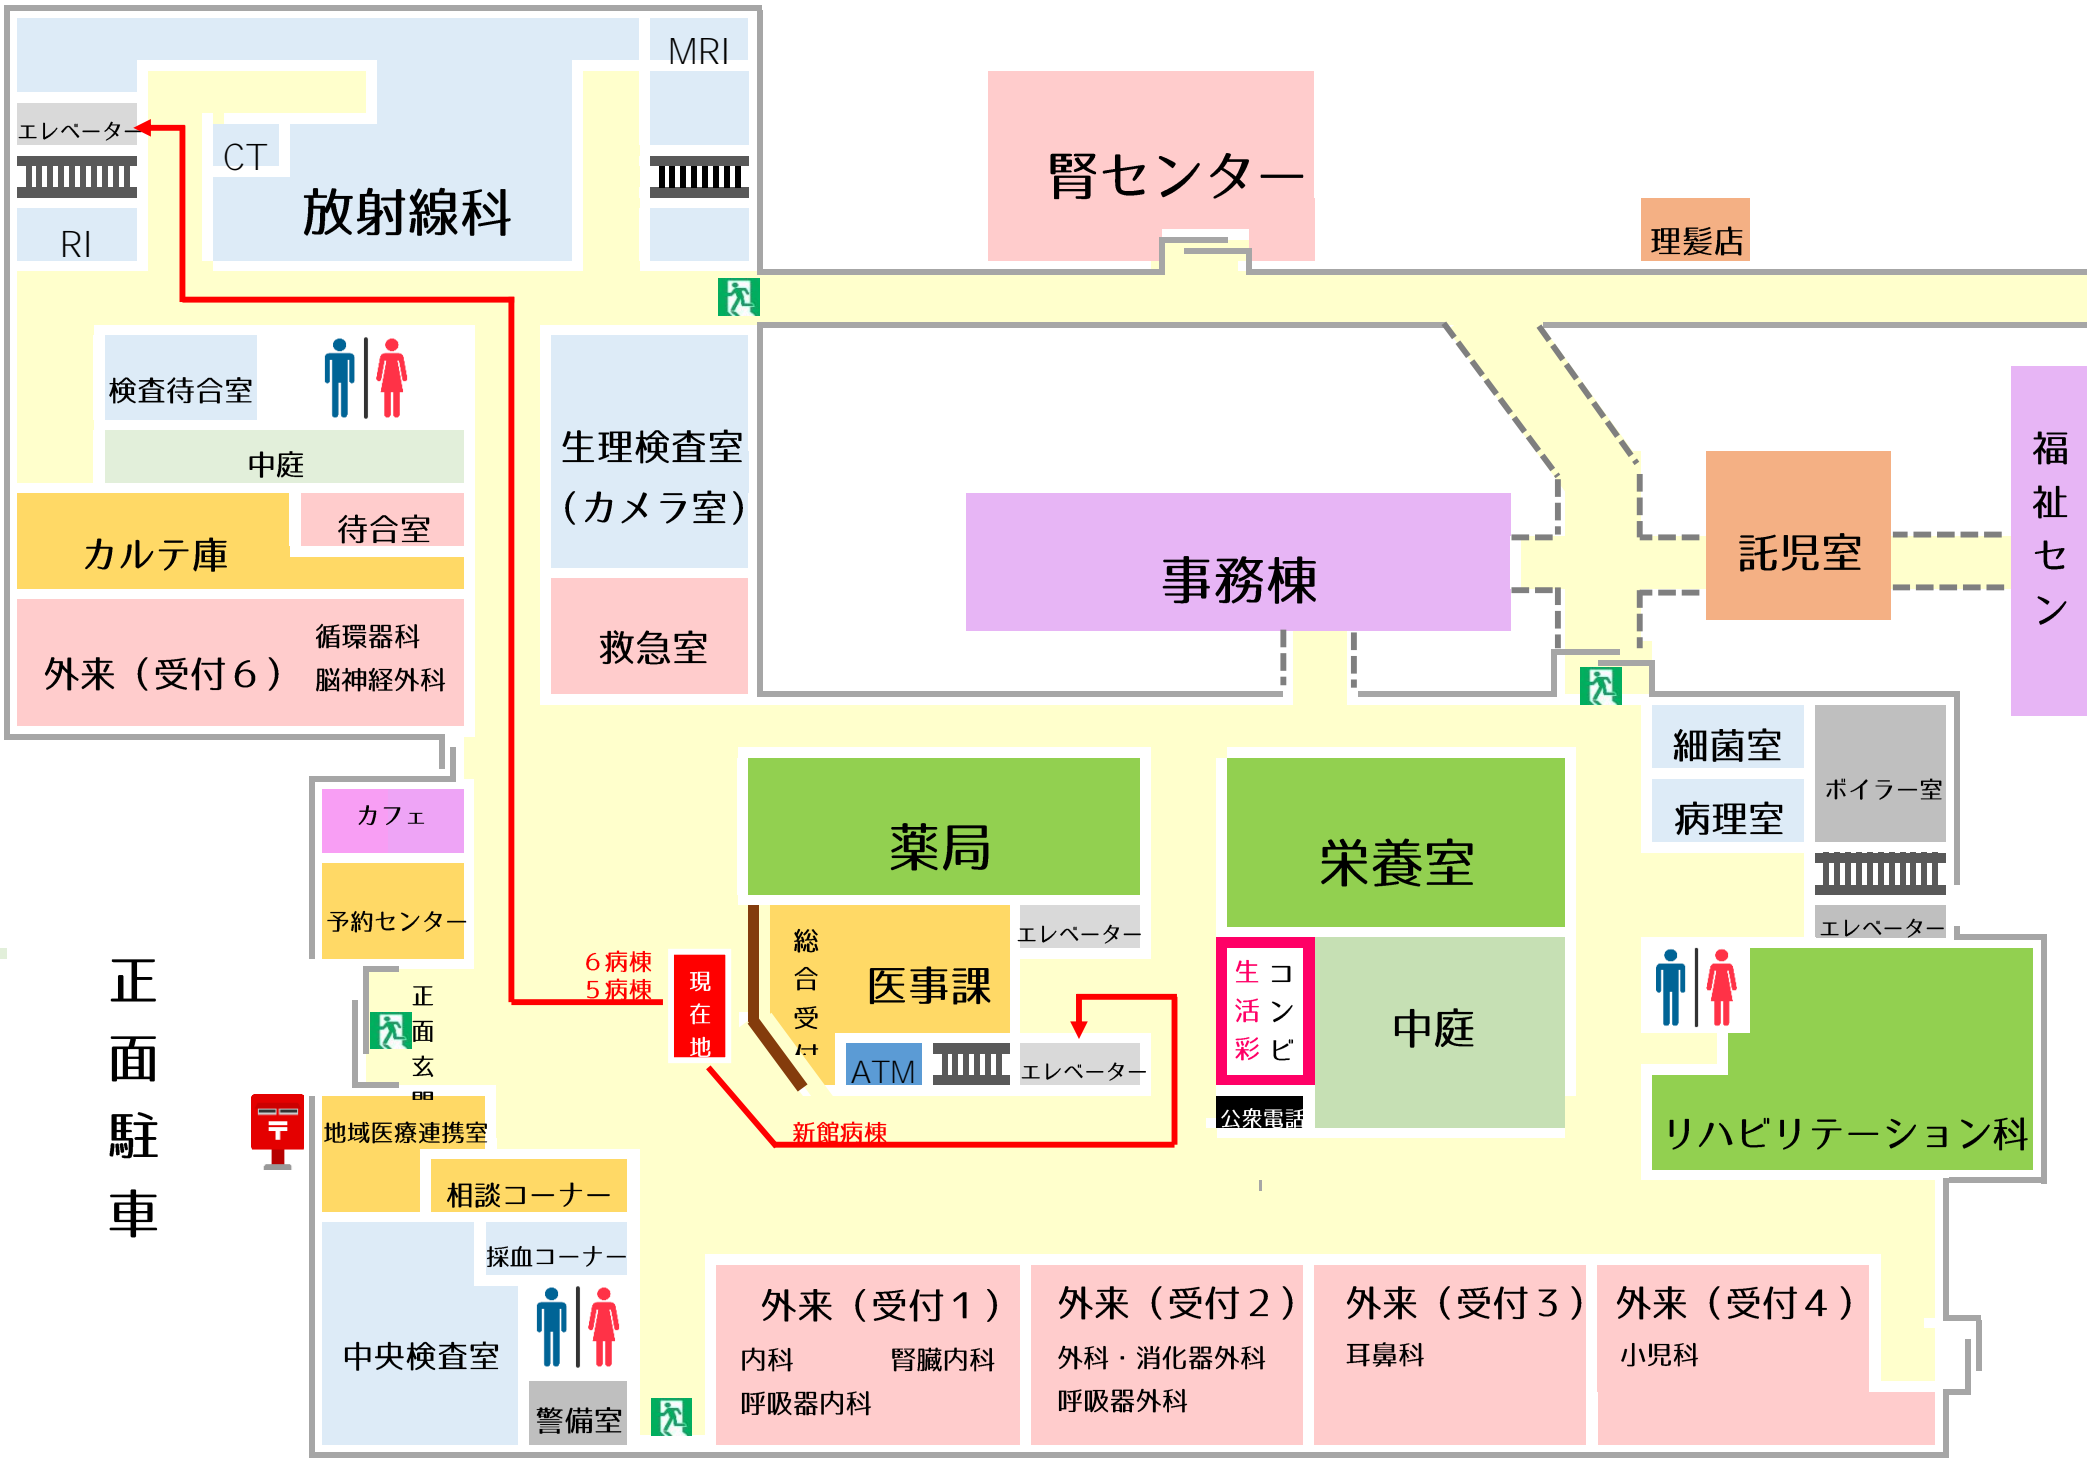 MRI
エレベーター
CT
放射線科
RI
腎センター
理髪店
検査待合室
中庭
カルテ庫
待合室
外来（受付６）
循環器科
脳神経外科
生理検査室
（カメラ室）
救急室
事務棟
託児室
福祉セン
カフェ
予約センター
正面玄
正面駐車
６病棟
５病棟
現在地
薬局
総合受
医事課
エレベーター
ATM
エレベーター
新館病棟
栄養室
生活彩
コンビ
中庭
公衆電話
細菌室
病理室
ボイラー室
エレベーター
リハビリテーション科
地域医療連携室
相談コーナー
採血コーナー
中央検査室
警備室
外来（受付１）
内科 腎臓内科
呼吸器内科
外来（受付２）
外科・消化器外科
呼吸器外科
外来（受付３）
耳鼻科
外来（受付４）
小児科